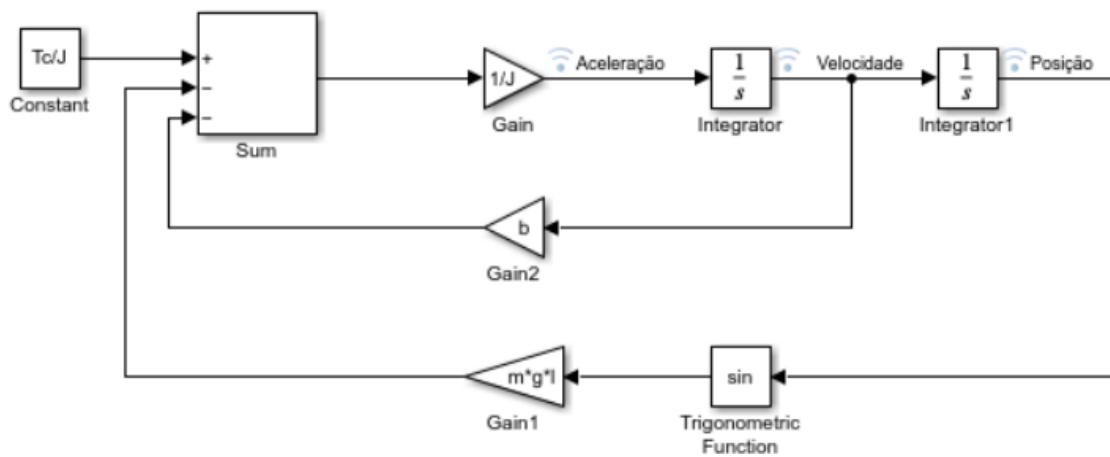 Tc/J
Constant
+
−
−
Sum
1/J
Gain
Aceleração
1
s
Integrator
Velocidade
1
s
Integrator1
Posição
b
Gain2
m*g*l
Gain1
sin
Trigonometric
Function